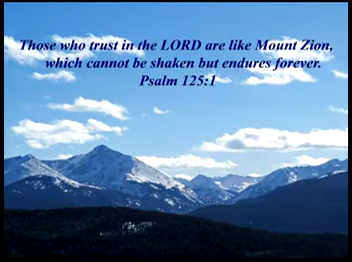 Those who trust in the LORD are like Mount Zion,
which cannot be shaken but endures forever.
Psalm 125:1